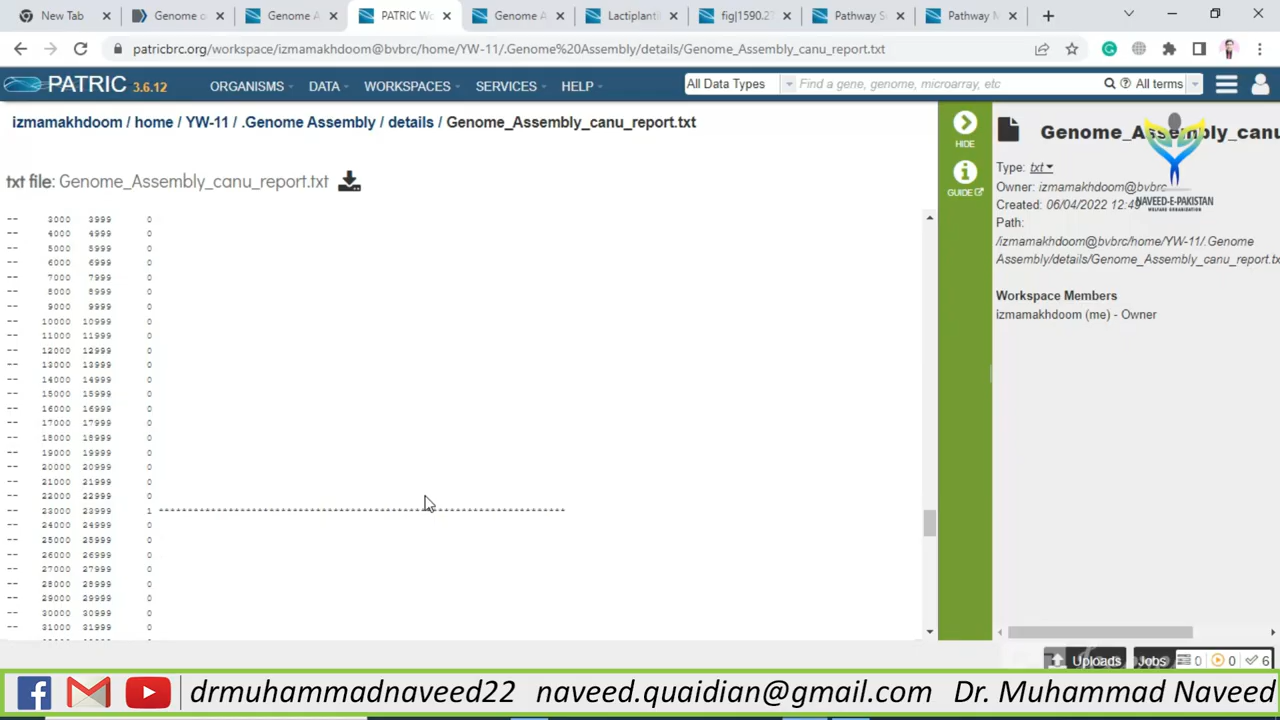 New Tab
Genome o
Genome A
PATRIC Wo
Genome A
Lactiplanti
fig|1590.27
Pathway S
Pathway M
patricbrc.org/workspace/izmamakhdoom@bvbrc/home/YW-11/.Genome%20Assembly/details/Genome_Assembly_canu_report.txt
PATRIC 3.6.12
ORGANISMS
DATA
WORKSPACES
SERVICES
HELP
All Data Types
Find a gene, genome, microarray, etc
All terms
izmamakhdoom / home / YW-11 / .Genome Assembly / details / Genome_Assembly_canu_report.txt
txt file: Genome_Assembly_canu_report.txt
-- 3000 3999 0
-- 4000 4999 0
-- 5000 5999 0
-- 6000 6999 0
-- 7000 7999 0
-- 8000 8999 0
-- 9000 9999 0
-- 10000 10999 0
-- 11000 11999 0
-- 12000 12999 0
-- 13000 13999 0
-- 14000 14999 0
-- 15000 15999 0
-- 16000 16999 0
-- 17000 17999 0
-- 18000 18999 0
-- 19000 19999 0
-- 20000 20999 0
-- 21000 21999 0
-- 22000 22999 0
-- 23000 23999 1 ----------------------------------------------------------------------
-- 24000 24999 0
-- 25000 25999 0
-- 26000 26999 0
-- 27000 27999 0
-- 28000 28999 0
-- 29000 29999 0
-- 30000 30999 0
-- 31000 31999 0
HIDE
GUIDE
Genome_Assembly_canu
Type: txt
Owner: izmamakhdoom@bvbrc
Created: 06/04/2022 12:49
Path:
/izmamakhdoom@bvbrc/home/YW-11/.Genome
Assembly/details/Genome_Assembly_canu_report.tx
Workspace Members
izmamakhdoom (me) - Owner
NAVEED-E-PAKISTAN
WELFARE ORGANIZATION
Uploads
Jobs
0
0
6
drmuhammadnaveed22 naveed.quaidian@gmail.com Dr. Muhammad Naveed